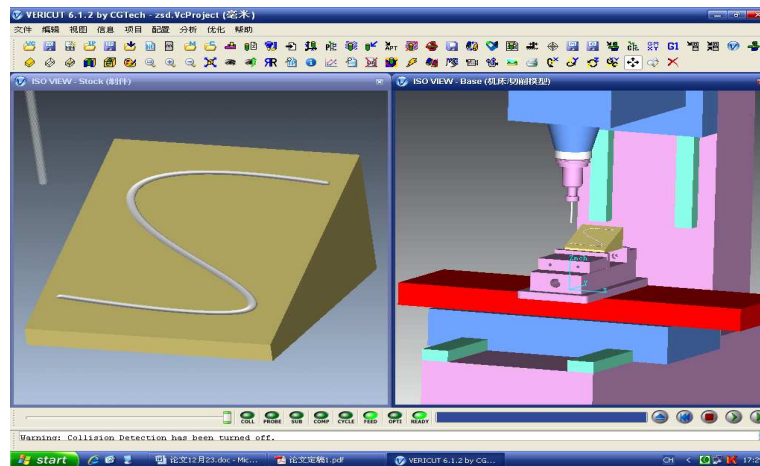 VERICUT 6.1.2 by CGTech - zsd.VcProject (毫米)
文件 编辑 视图 信息 项目 配置 分析 优化 帮助
ISO VIEW - Stock (制件)
ISO VIEW - Base (机床/切削模型)
Zmch
COLL PROBE SUB COMP CYCLE FEED OPTI READY
Warning: Collision Detection has been turned off.
start 论文12月23.doc - Mic... 论文定稿1.pdf VERICUT 6.1.2 by CG... CH